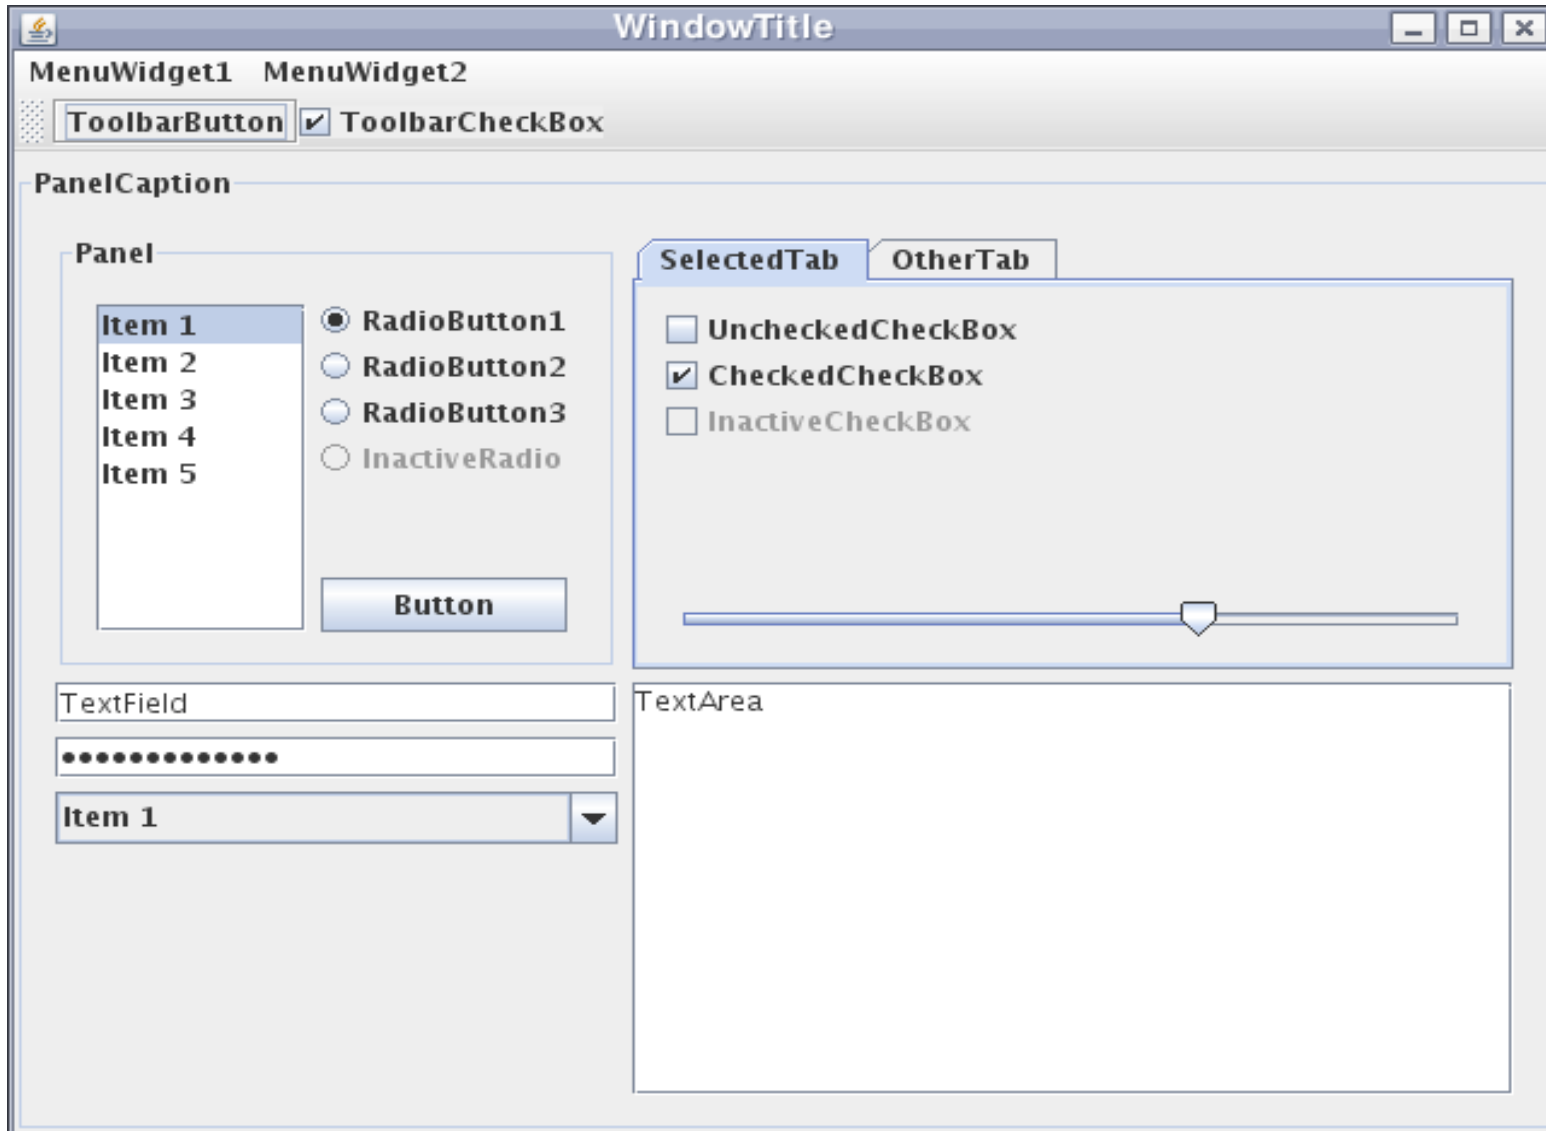 WindowTitle
MenuWidget1 MenuWidget2
ToolbarButton ToolbarCheckBox
PanelCaption
Panel
Item 1
Item 2
Item 3
Item 4
Item 5
RadioButton1
RadioButton2
RadioButton3
InactiveRadio
Button
SelectedTab OtherTab
UncheckedCheckBox
CheckedCheckBox
InactiveCheckBox
TextField
•••••••••••••
Item 1
TextArea